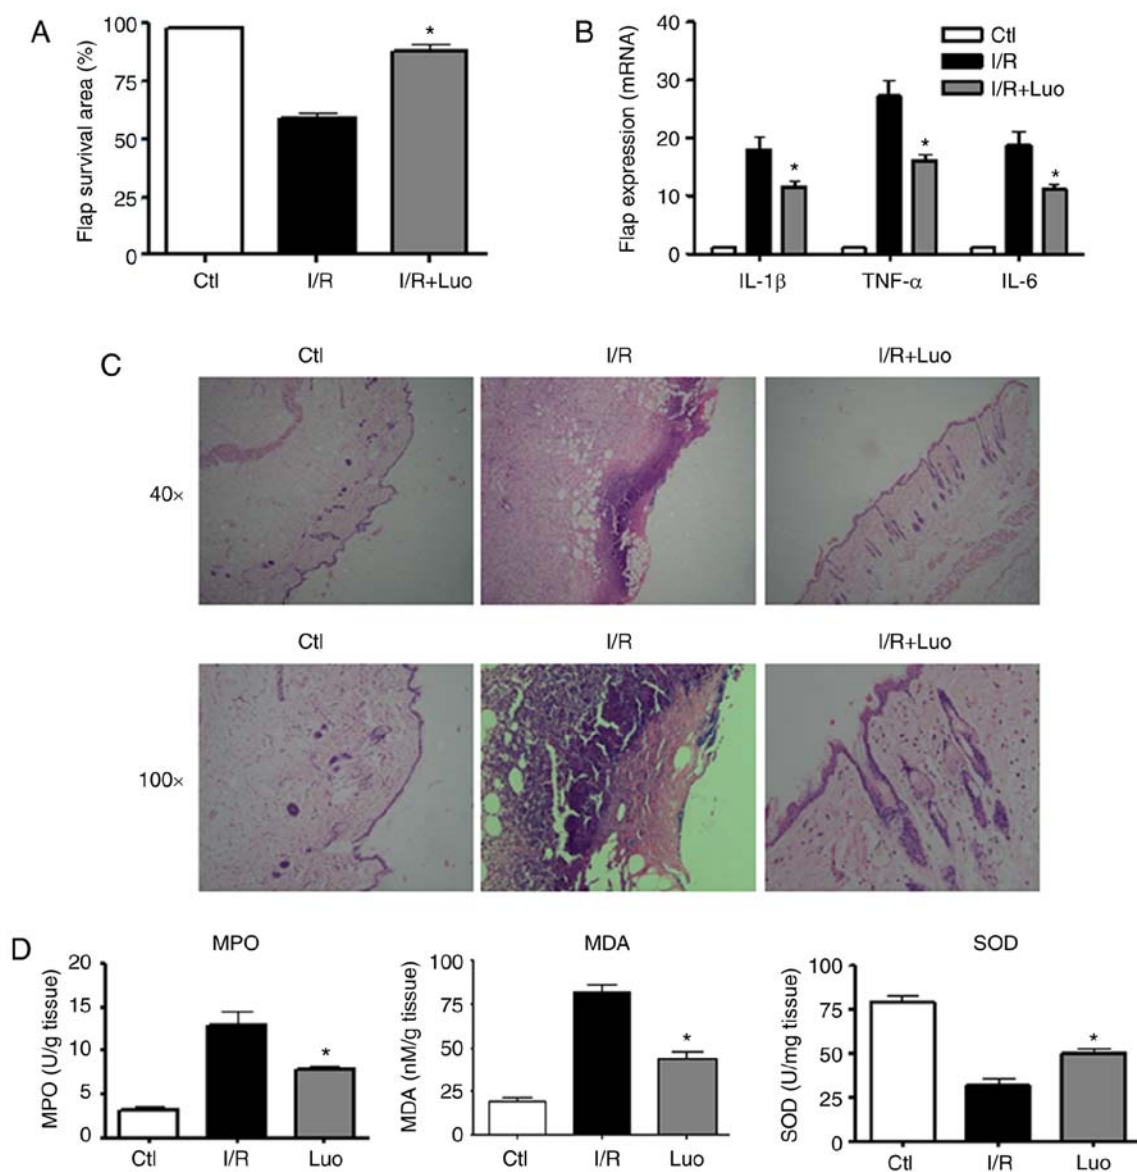 A
Flap survival area (%)
100
75
50
25
0
*
Ctl I/R I/R+Luo
B
Flap expression (mRNA)
40
30
20
10
0
Ctl
I/R
I/R+Luo
* * *
IL-1β TNF-α IL-6
C
Ctl I/R I/R+Luo
40×
Ctl I/R I/R+Luo
100×
D
MPO
MPO (U/g tissue)
20
15
10
5
0
*
Ctl I/R Luo
MDA
MDA (nM/g tissue)
100
75
50
25
0
*
Ctl I/R Luo
SOD
SOD (U/mg tissue)
100
75
50
25
0
*
Ctl I/R Luo